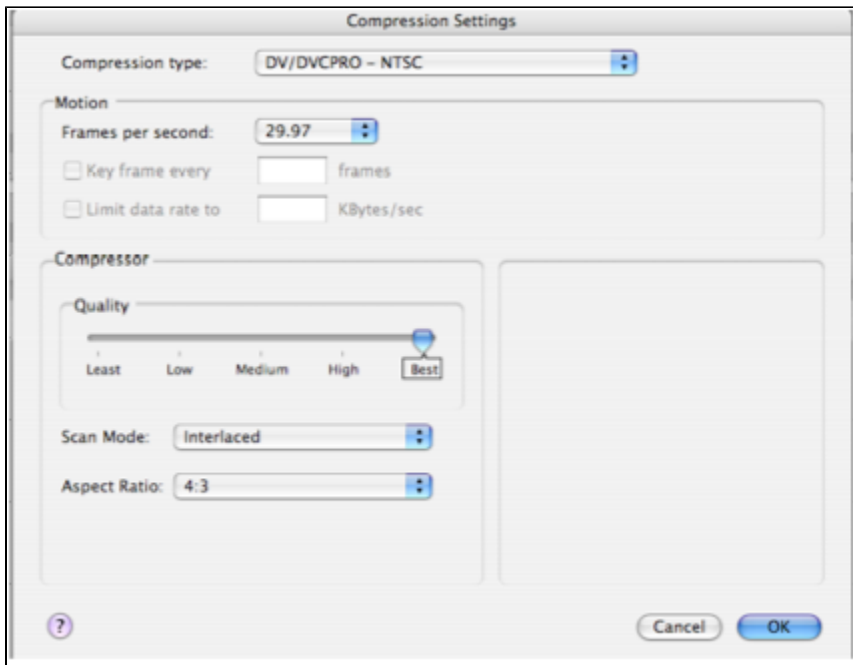 Compression Settings
Compression type: DV/DVCPRO – NTSC
Motion
Frames per second: 29.97
Key frame every frames
Limit data rate to KBytes/sec
Compressor
Quality
Least Low Medium High Best
Scan Mode: Interlaced
Aspect Ratio: 4:3
? Cancel OK